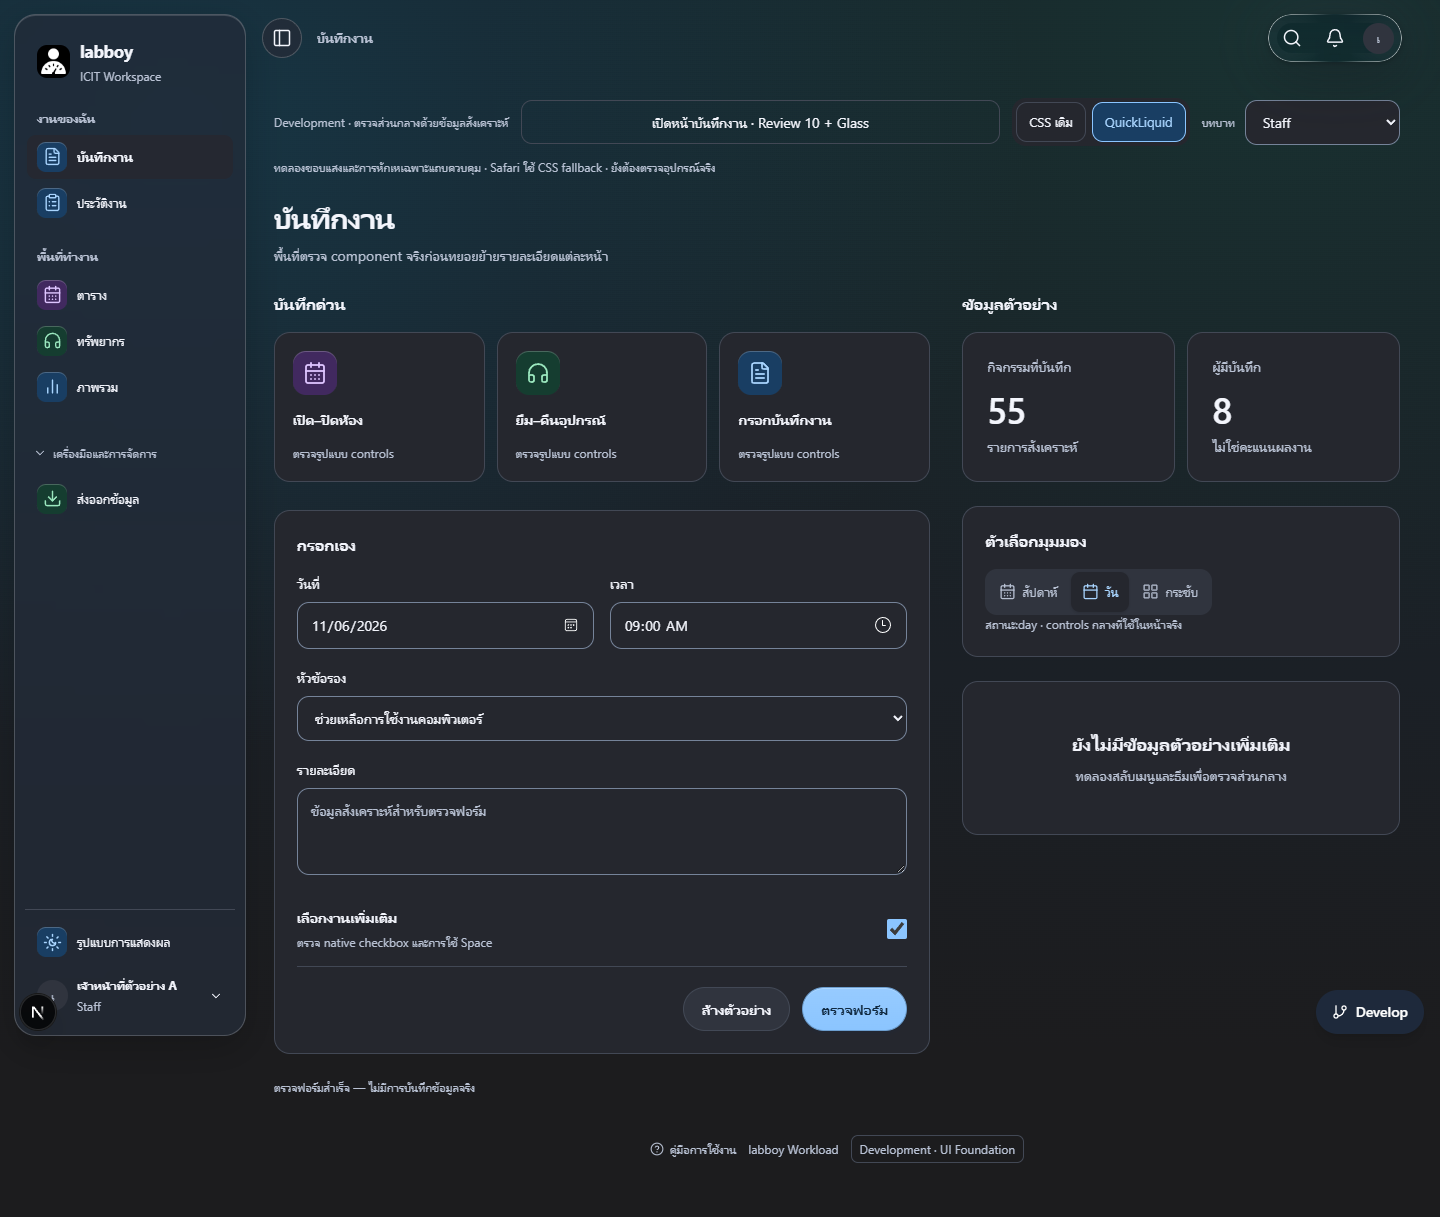 labboy
ICIT Workspace
งานของฉัน
บันทึกงาน
ประวัติงาน
พื้นที่ทำงาน
ตาราง
ทรัพยากร
ภาพรวม
เครื่องมือและการจัดการ
ส่งออกข้อมูล
รูปแบบการแสดงผล
เจ้าหน้าที่ตัวอย่าง A
Staff
N
บันทึกงาน
Development · ตรวจส่วนกลางด้วยข้อมูลสังเคราะห์
เปิดหน้าบันทึกงาน · Review 10 + Glass
CSS เดิม
QuickLiquid
บทบาท
Staff
ทดลองขอบแสงและการหักเหเฉพาะแถบควบคุม · Safari ใช้ CSS fallback · ยังต้องตรวจอุปกรณ์จริง
บันทึกงาน
พื้นที่ตรวจ component จริงก่อนทยอยย้ายรายละเอียดแต่ละหน้า
บันทึกด่วน
เปิด–ปิดห้อง
ตรวจรูปแบบ controls
ยืม–คืนอุปกรณ์
ตรวจรูปแบบ controls
กรอกบันทึกงาน
ตรวจรูปแบบ controls
กรอกเอง
วันที่
11/06/2026
เวลา
09:00 AM
หัวข้อรอง
ช่วยเหลือการใช้งานคอมพิวเตอร์
รายละเอียด
ข้อมูลสังเคราะห์สำหรับตรวจฟอร์ม
เลือกงานเพิ่มเติม
ตรวจ native checkbox และการใช้ Space
ล้างตัวอย่าง
ตรวจฟอร์ม
ตรวจฟอร์มสำเร็จ — ไม่มีการบันทึกข้อมูลจริง
ข้อมูลตัวอย่าง
กิจกรรมที่บันทึก
55
รายการสังเคราะห์
ผู้มีบันทึก
8
ไม่ใช่คะแนนผลงาน
ตัวเลือกมุมมอง
สัปดาห์
วัน
กระชับ
สถานะ:day · controls กลางที่ใช้ในหน้าจริง
ยังไม่มีข้อมูลตัวอย่างเพิ่มเติม
ทดลองสลับเมนูและธีมเพื่อตรวจส่วนกลาง
Develop
คู่มือการใช้งาน
labboy Workload
Development · UI Foundation